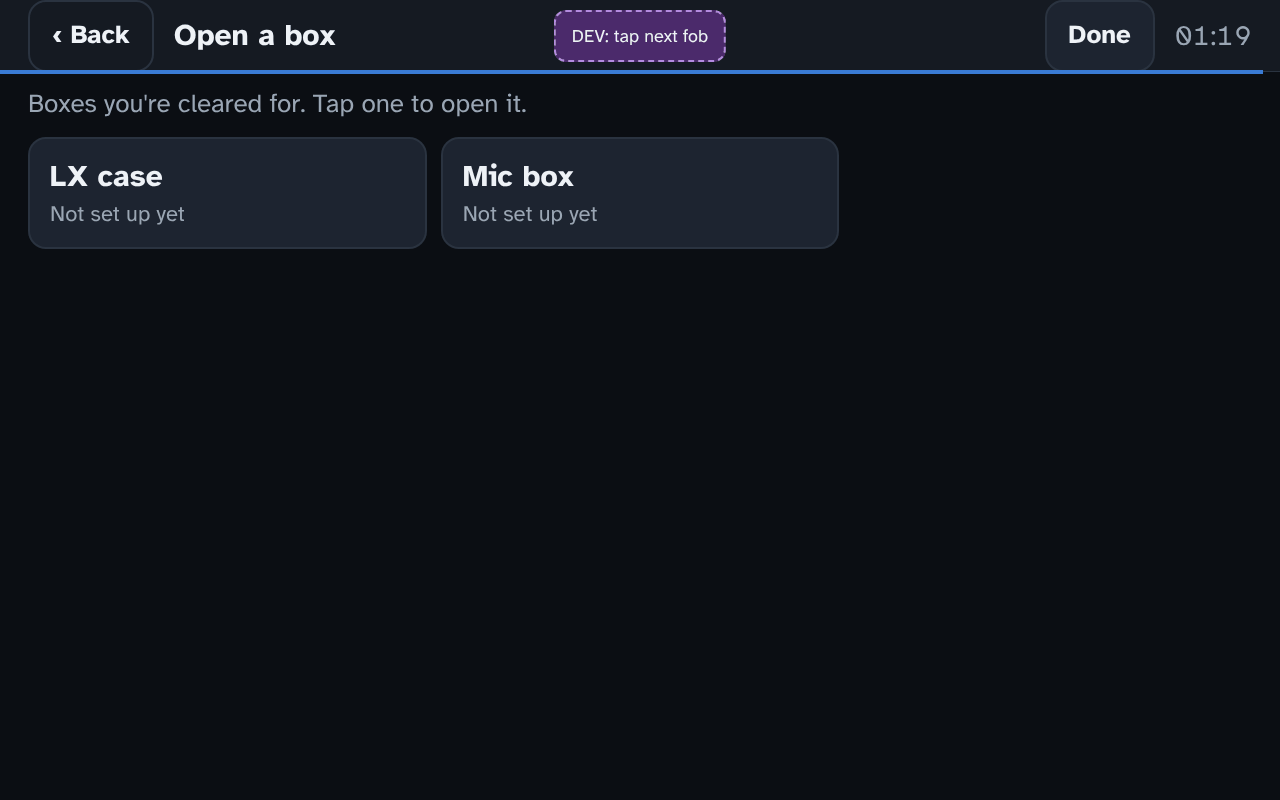 ‹ Back
Open a box
DEV: tap next fob
Done
01:19
Boxes you're cleared for. Tap one to open it.
LX case
Not set up yet
Mic box
Not set up yet